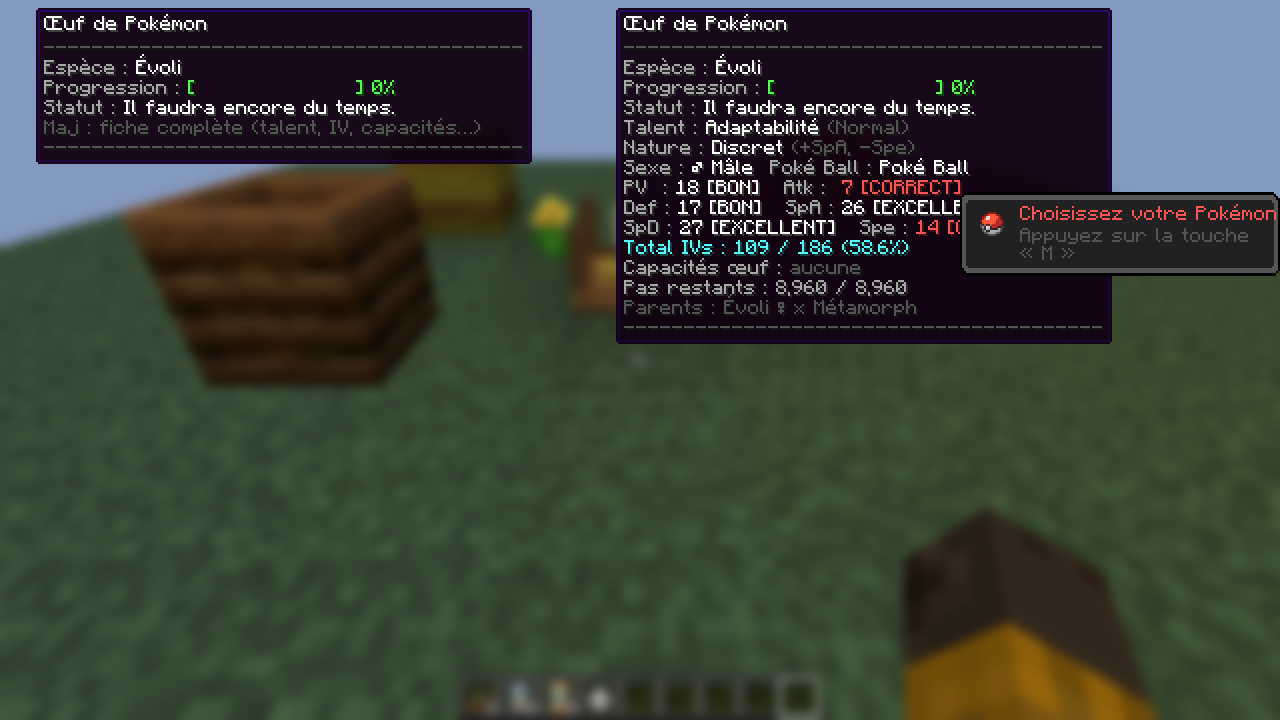 Œuf de Pokémon
Espèce : Évoli
Progression : [ ] 0%
Statut : Il faudra encore du temps.
Maj : fiche complète (talent, IV, capacités...)
Œuf de Pokémon
Espèce : Évoli
Progression : [ ] 0%
Statut : Il faudra encore du temps.
Talent : Adaptabilité (Normal)
Nature : Discret (+SpA, -Spe)
Sexe : ♂ Mâle Poké Ball : Poké Ball
PV : 18 [BON] Atk : 7 [CORRECT]
Def : 17 [BON] SpA : 26 [EXCELLE
SpD : 27 [EXCELLENT] Spe : 14 [
Total IVs : 109 / 186 (58.6%)
Capacités œuf : aucune
Pas restants : 8,960 / 8,960
Parents : Évoli ♀ x Métamorph
Choisissez votre Pokémon
Appuyez sur la touche
« M »